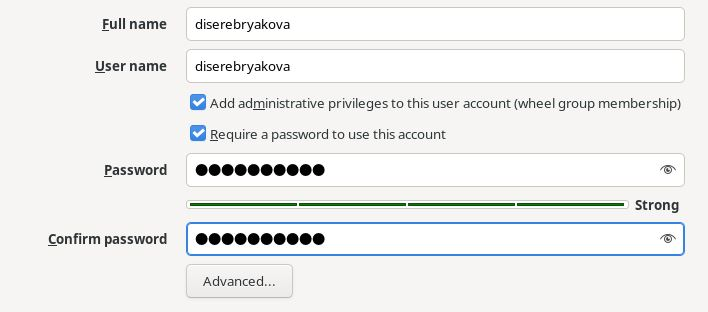 Full name diserebryakova
User name diserebryakova
Add administrative privileges to this user account (wheel group membership)
Require a password to use this account
Password ●●●●●●●●●●
Strong
Confirm password ●●●●●●●●●●
Advanced...